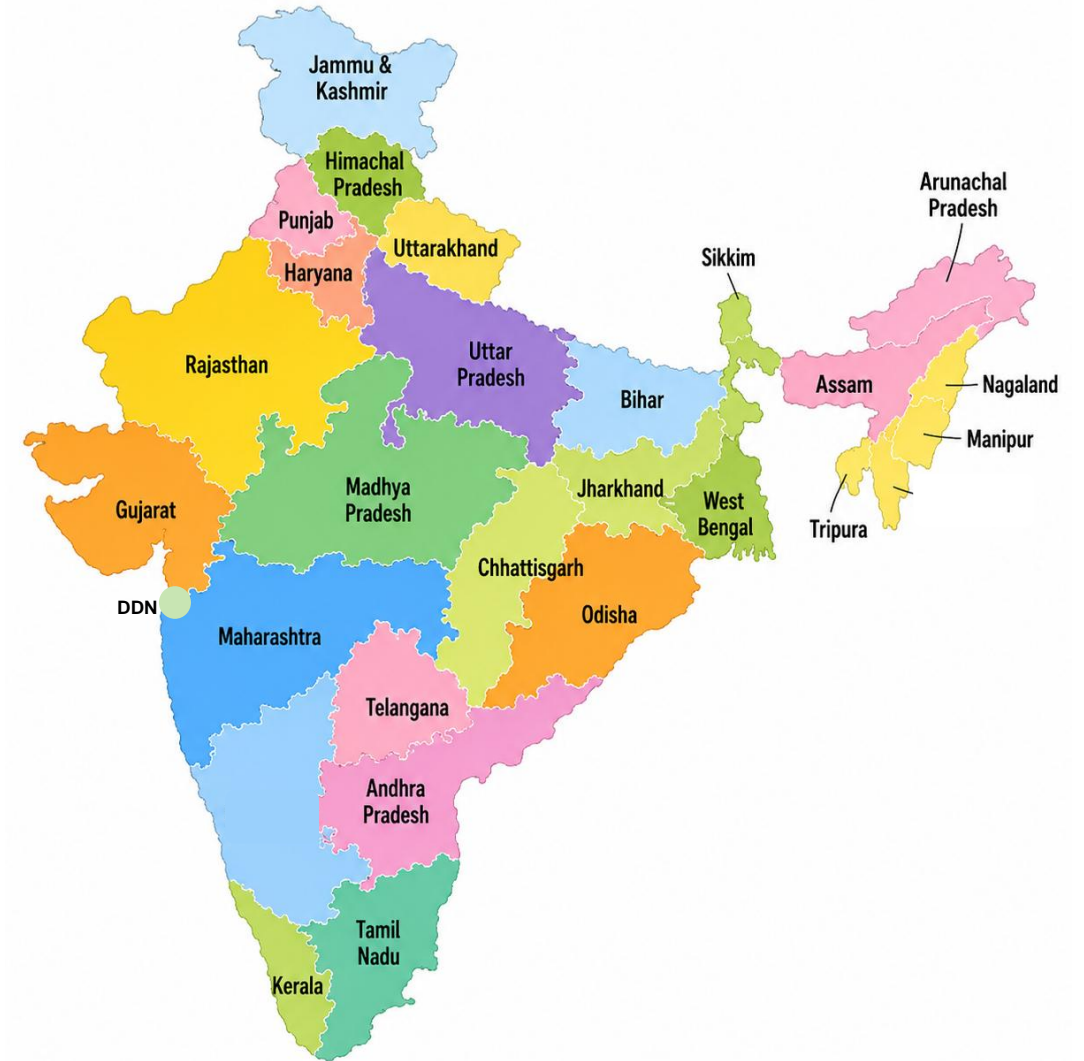 Jammu &
Kashmir
Himachal
Pradesh
Punjab
Arunachal
Pradesh
Uttarakhand
Sikkim
Haryana
Rajasthan
Uttar
Pradesh
Bihar
Assam
Nagaland
Manipur
Gujarat
Madhya
Pradesh
Jharkhand
West
Bengal
Tripura
Chhattisgarh
DDN
Odisha
Maharashtra
Telangana
Andhra
Pradesh
Tamil
Nadu
Kerala